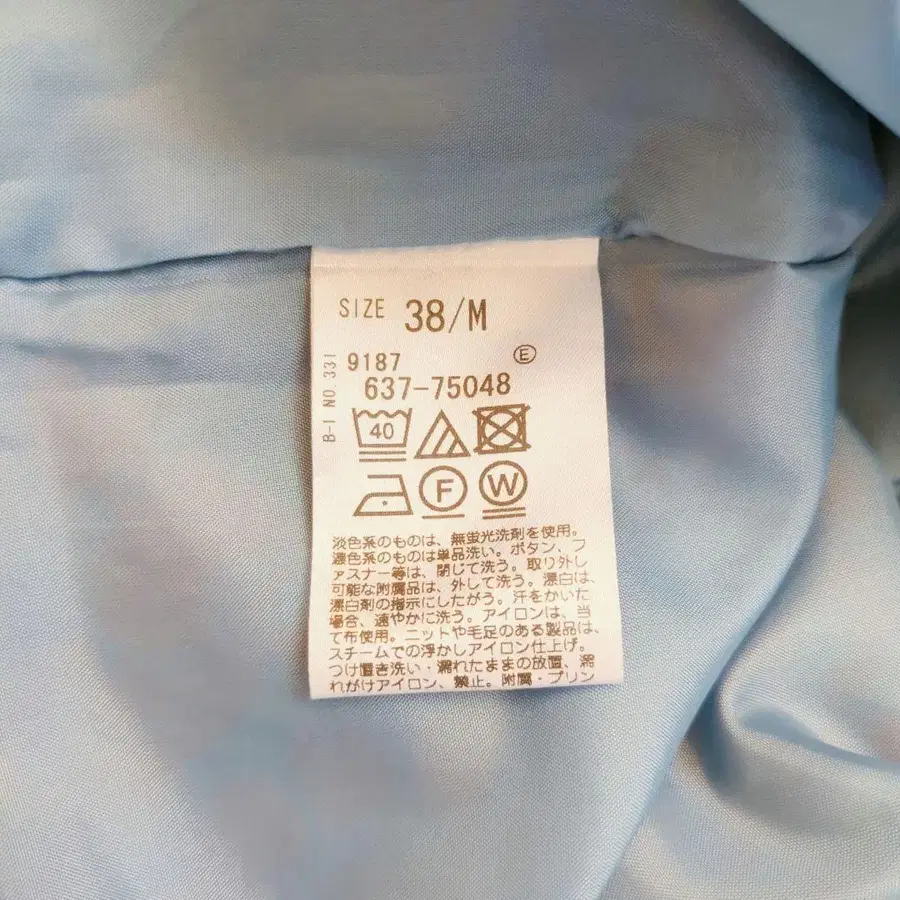 SIZE 38/M
B-I NO.331
9187 Ⓔ
637-75048
40
F W
淡色系のものは、無蛍光洗剤を使用。
濃色系のものは単品洗い。ボタン、フ
ァスナー等は、閉じて洗う。取り外し
可能な附属品は、外して洗う。漂白は、
漂白剤の指示にしたがう。汗をかいた
場合、速やかに洗う。アイロンは、当
て布使用。ニットや毛足のある製品は、
スチームでの浮かしアイロン仕上げ。
つけ置き洗い・濡れたままの放置、濡
れがけアイロン、禁止。附属・プリン